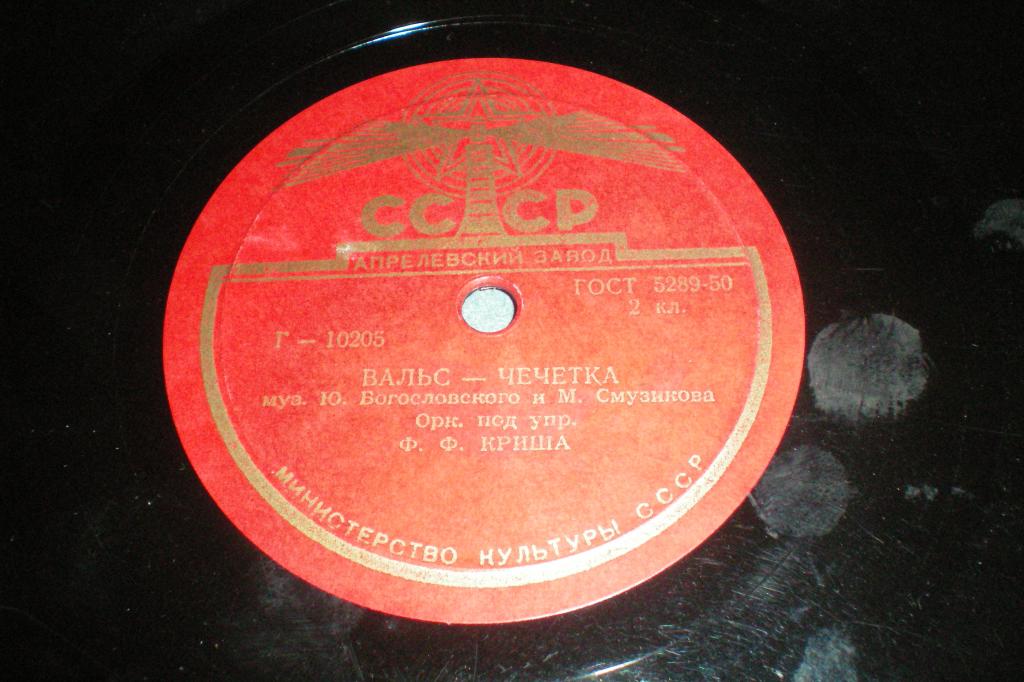 СССР
АПРЕЛЕВСКИЙ ЗАВОД
ГОСТ 5289-50
2 кл.
Г — 10205
ВАЛЬС — ЧЕЧЕТКА
муз. Ю. Богословского и М. Смузикова
Орк. под упр.
Ф. Ф. КРИША
МИНИСТЕРСТВО КУЛЬТУРЫ СССР